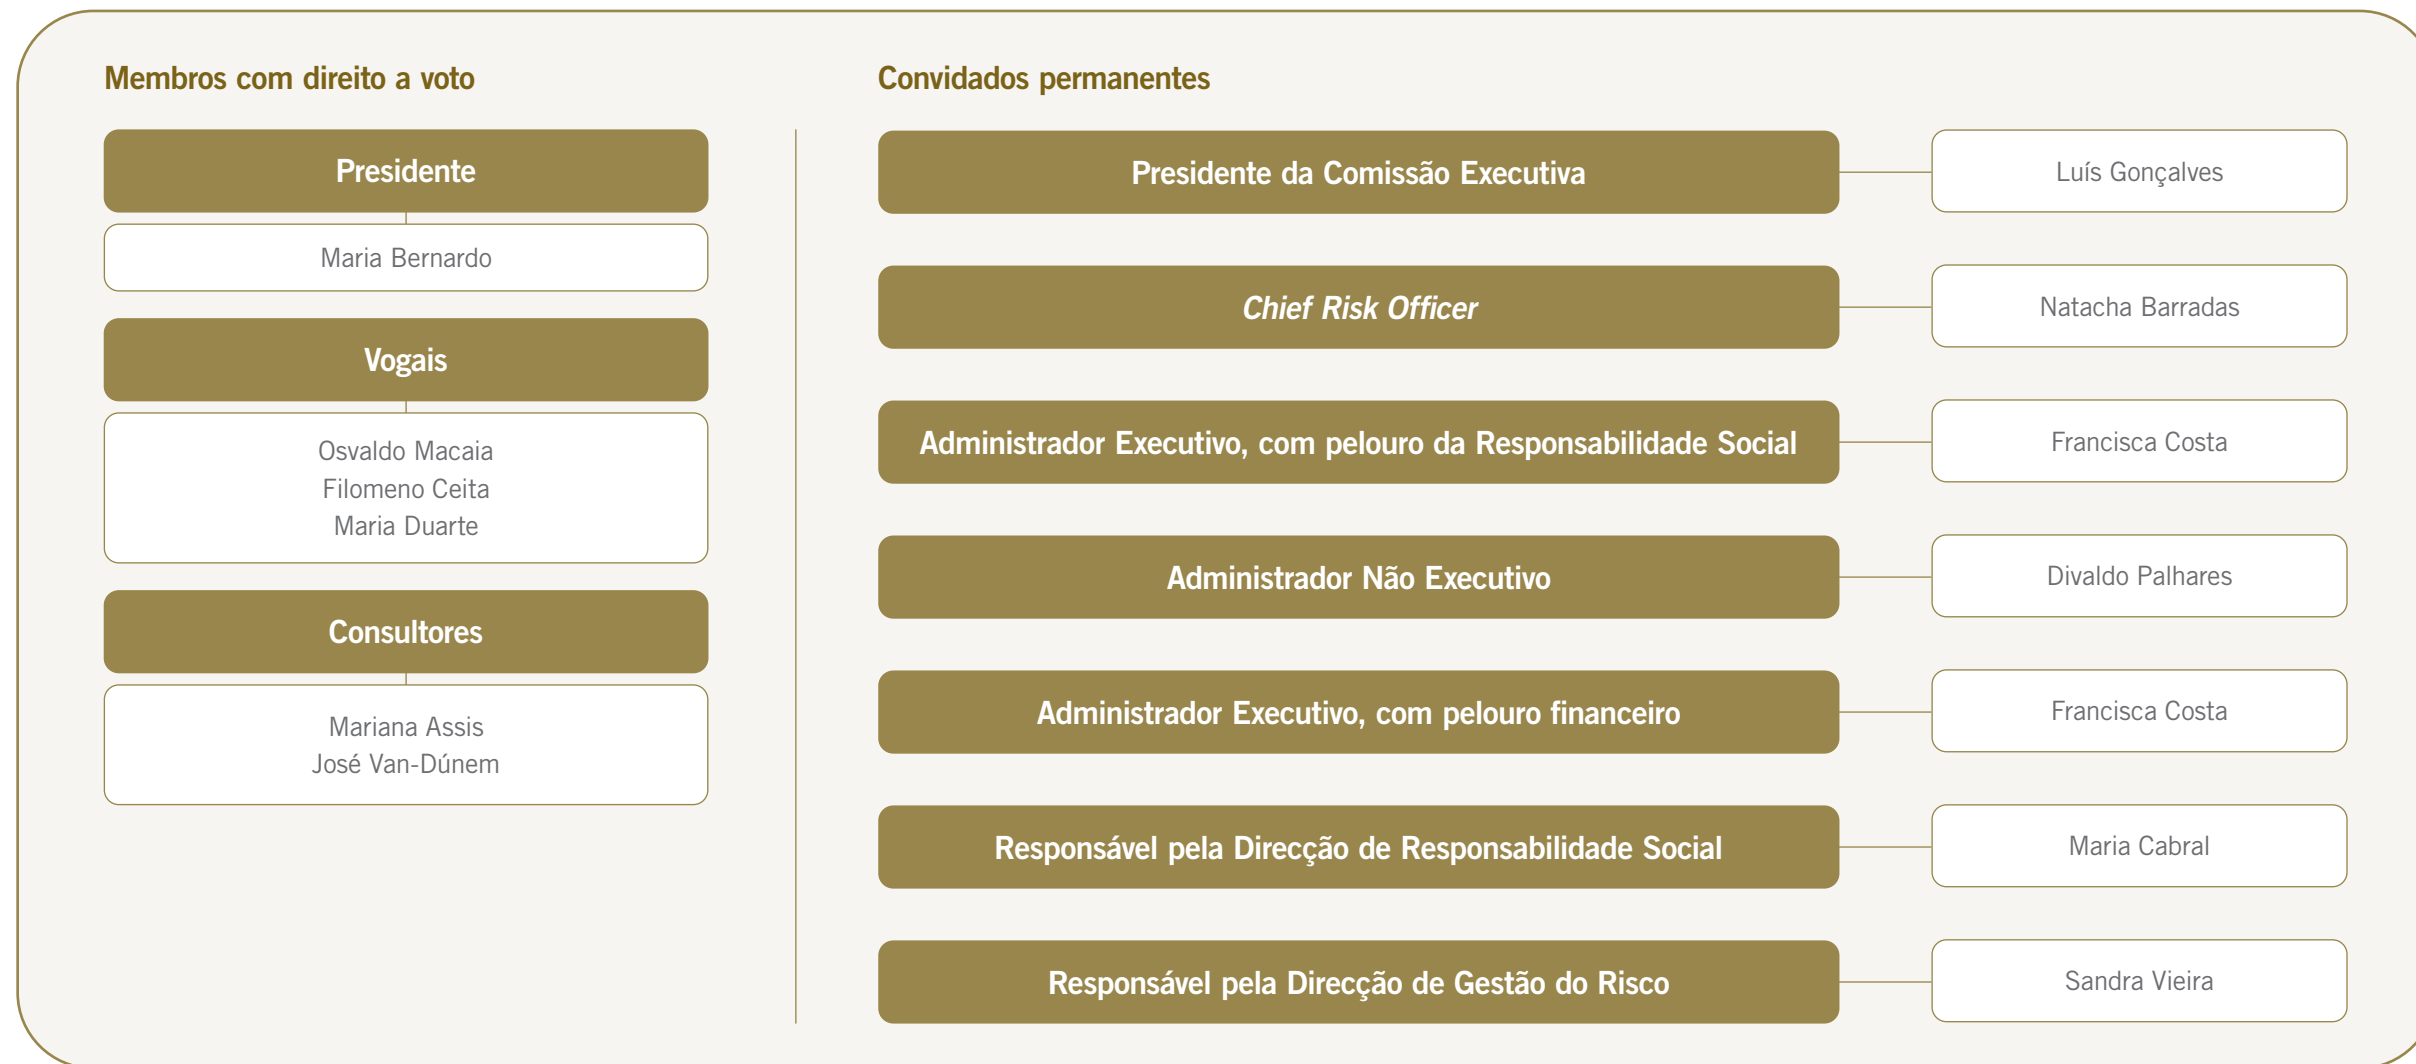 Membros com direito a voto
Presidente
Maria Bernardo
Vogais
Osvaldo Macaia
Filomeno Ceita
Maria Duarte
Consultores
Mariana Assis
José Van-Dúnem
Convidados permanentes
Presidente da Comissão Executiva
Luís Gonçalves
Chief Risk Officer
Natacha Barradas
Administrador Executivo, com pelouro da Responsabilidade Social
Francisca Costa
Administrador Não Executivo
Divaldo Palhares
Administrador Executivo, com pelouro financeiro
Francisca Costa
Responsável pela Direcção de Responsabilidade Social
Maria Cabral
Responsável pela Direcção de Gestão do Risco
Sandra Vieira